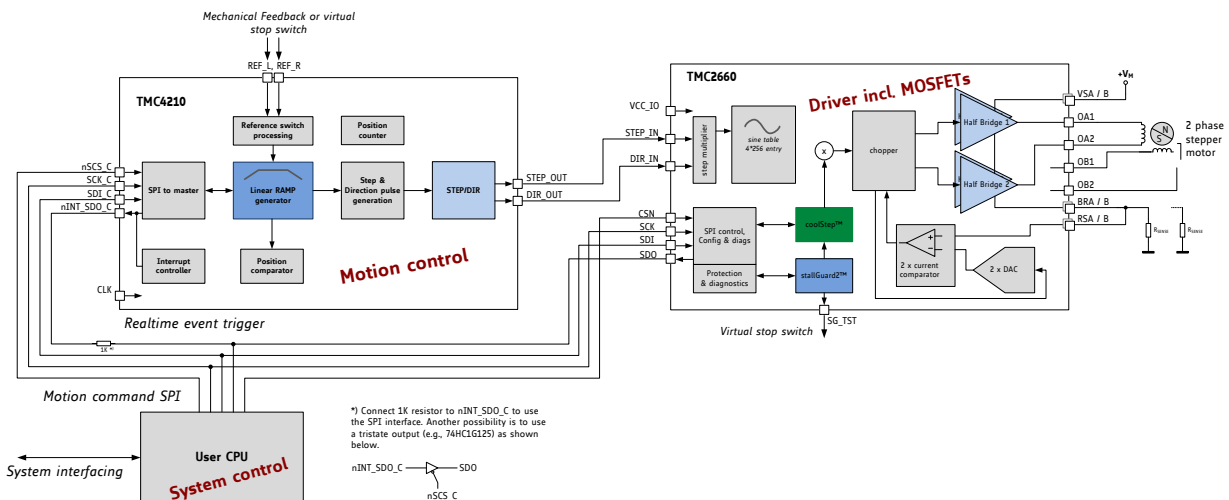 Mechanical Feedback or virtual
stop switch
REF_L, REF_R
TMC4210
Reference switch
processing
Position
counter
nSCS_C
SCK_C
SDI_C
nINT_SDO_C
SPI to master
Linear RAMP
generator
Step &
Direction pulse
generation
STEP/DIR
STEP_OUT
DIR_OUT
Interrupt
controller
Position
comparator
Motion control
CLK
Realtime event trigger
1K *)
Motion command SPI
User CPU
System control
System interfacing
*) Connect 1K resistor to nINT_SDO_C to use
the SPI interface. Another possibility is to use
a tristate output (e.g., 74HC1G125) as shown
below.
nINT_SDO_C
SDO
nSCS_C
TMC2660
Driver incl. MOSFETs
VCC_IO
STEP_IN
DIR_IN
step multiplier
sine table
4*256 entry
x
chopper
Half Bridge 1
Half Bridge 2
+VM
VSA / B
OA1
OA2
OB1
OB2
BRA / B
RSA / B
N
S
2 phase
stepper
motor
RSENSE
RSENSE
CSN
SCK
SDI
SDO
SPI control,
Config & diags
Protection
& diagnostics
coolStep™
stallGuard2™
2 x current
comparator
2 x DAC
SG_TST
Virtual stop switch